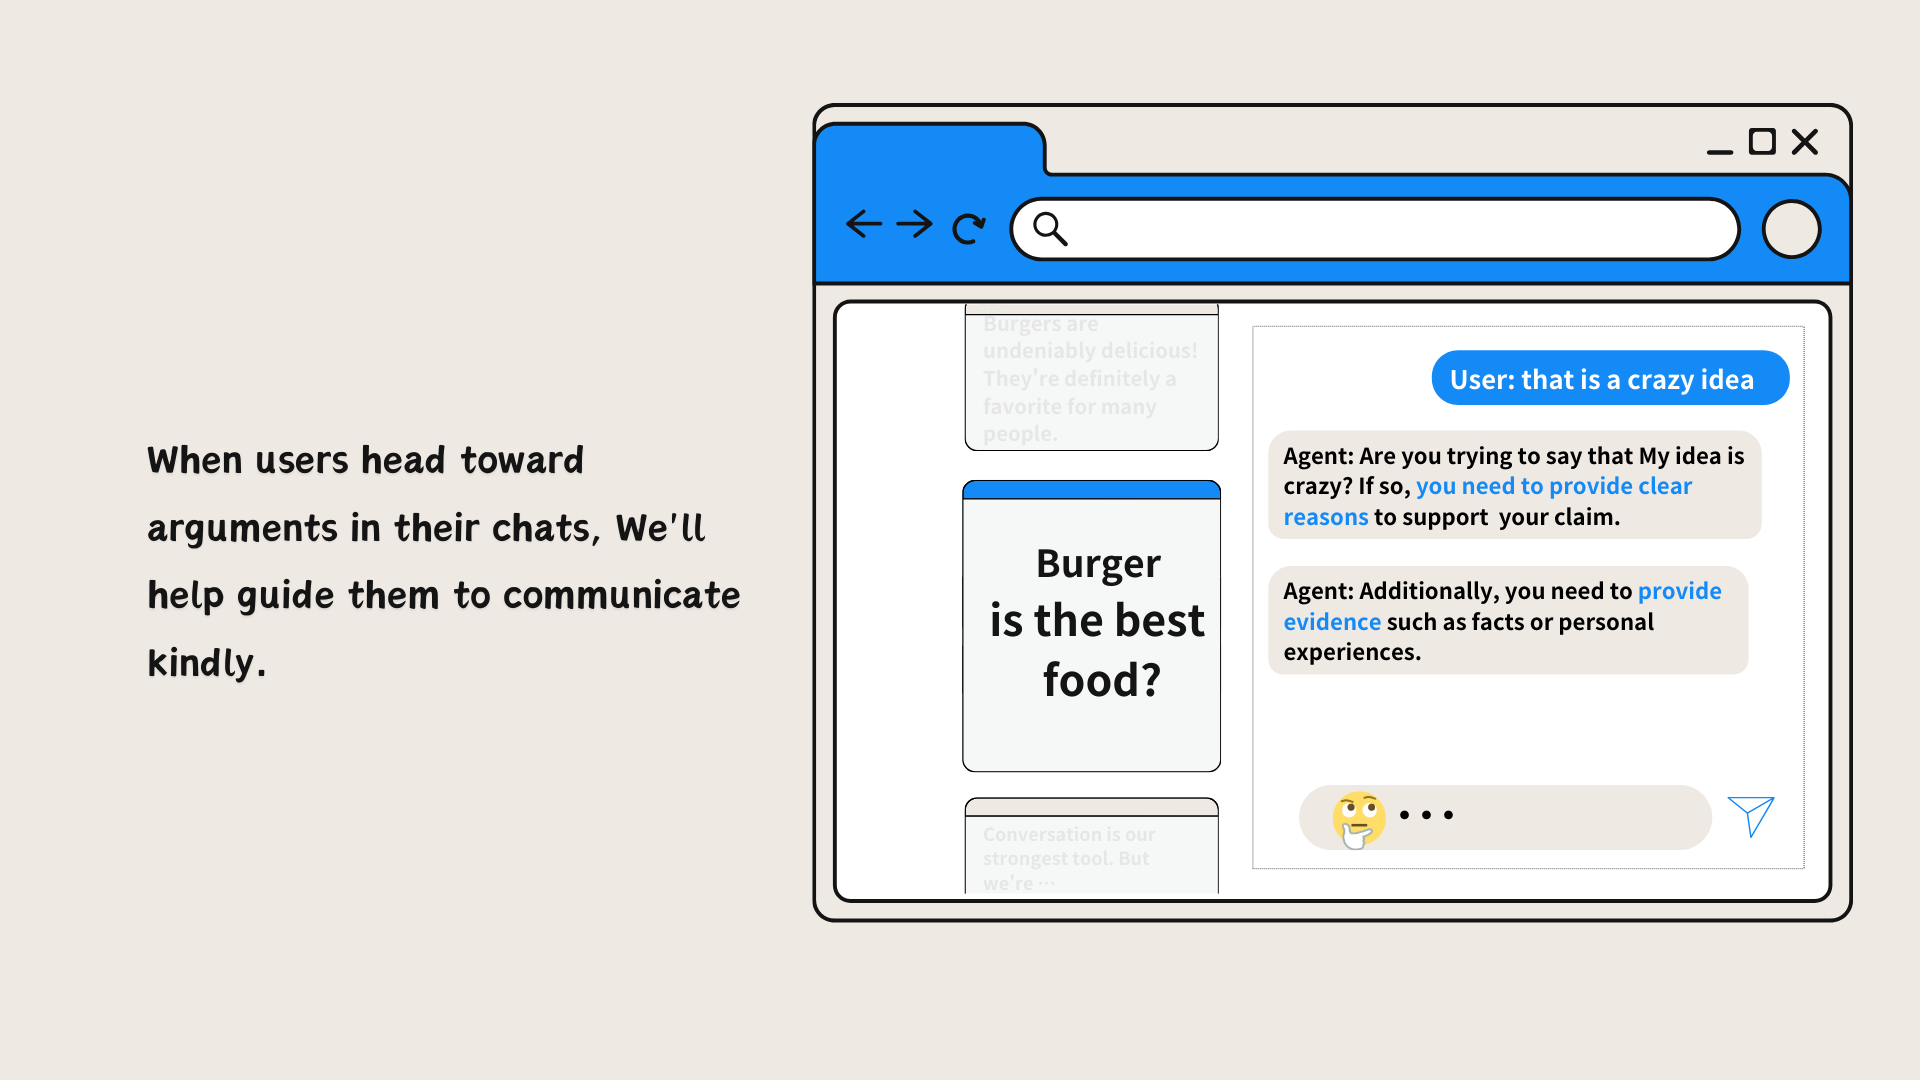 When users head toward
arguments in their chats, We'll
help guide them to communicate
kindly.
Burgers are
undeniably delicious!
They're definitely a
favorite for many
people.
Burger
is the best
food?
Conversation is our
strongest tool. But
we're ⋯
User: that is a crazy idea
Agent: Are you trying to say that My idea is
crazy? If so, you need to provide clear
reasons to support  your claim.
Agent: Additionally, you need to provide
evidence such as facts or personal
experiences.